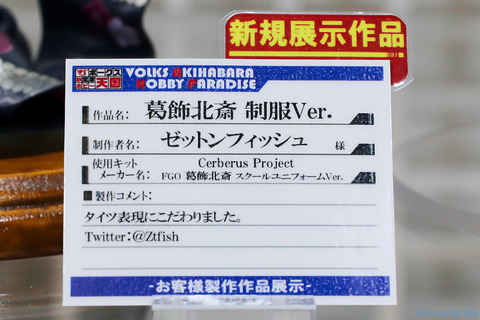 新規展示作品
ボークス
天国
VOLKS AKIHABARA
HOBBY PARADISE
作品名: 葛飾北斎 制服Ver.
制作者名: ゼットンフィッシュ 様
使用キット
メーカー名: Cerberus Project
FGO 葛飾北斎 スクールユニフォームVer.
■製作コメント:
タイツ表現にこだわりました。
Twitter:@Ztfish
-お客様製作作品展示-